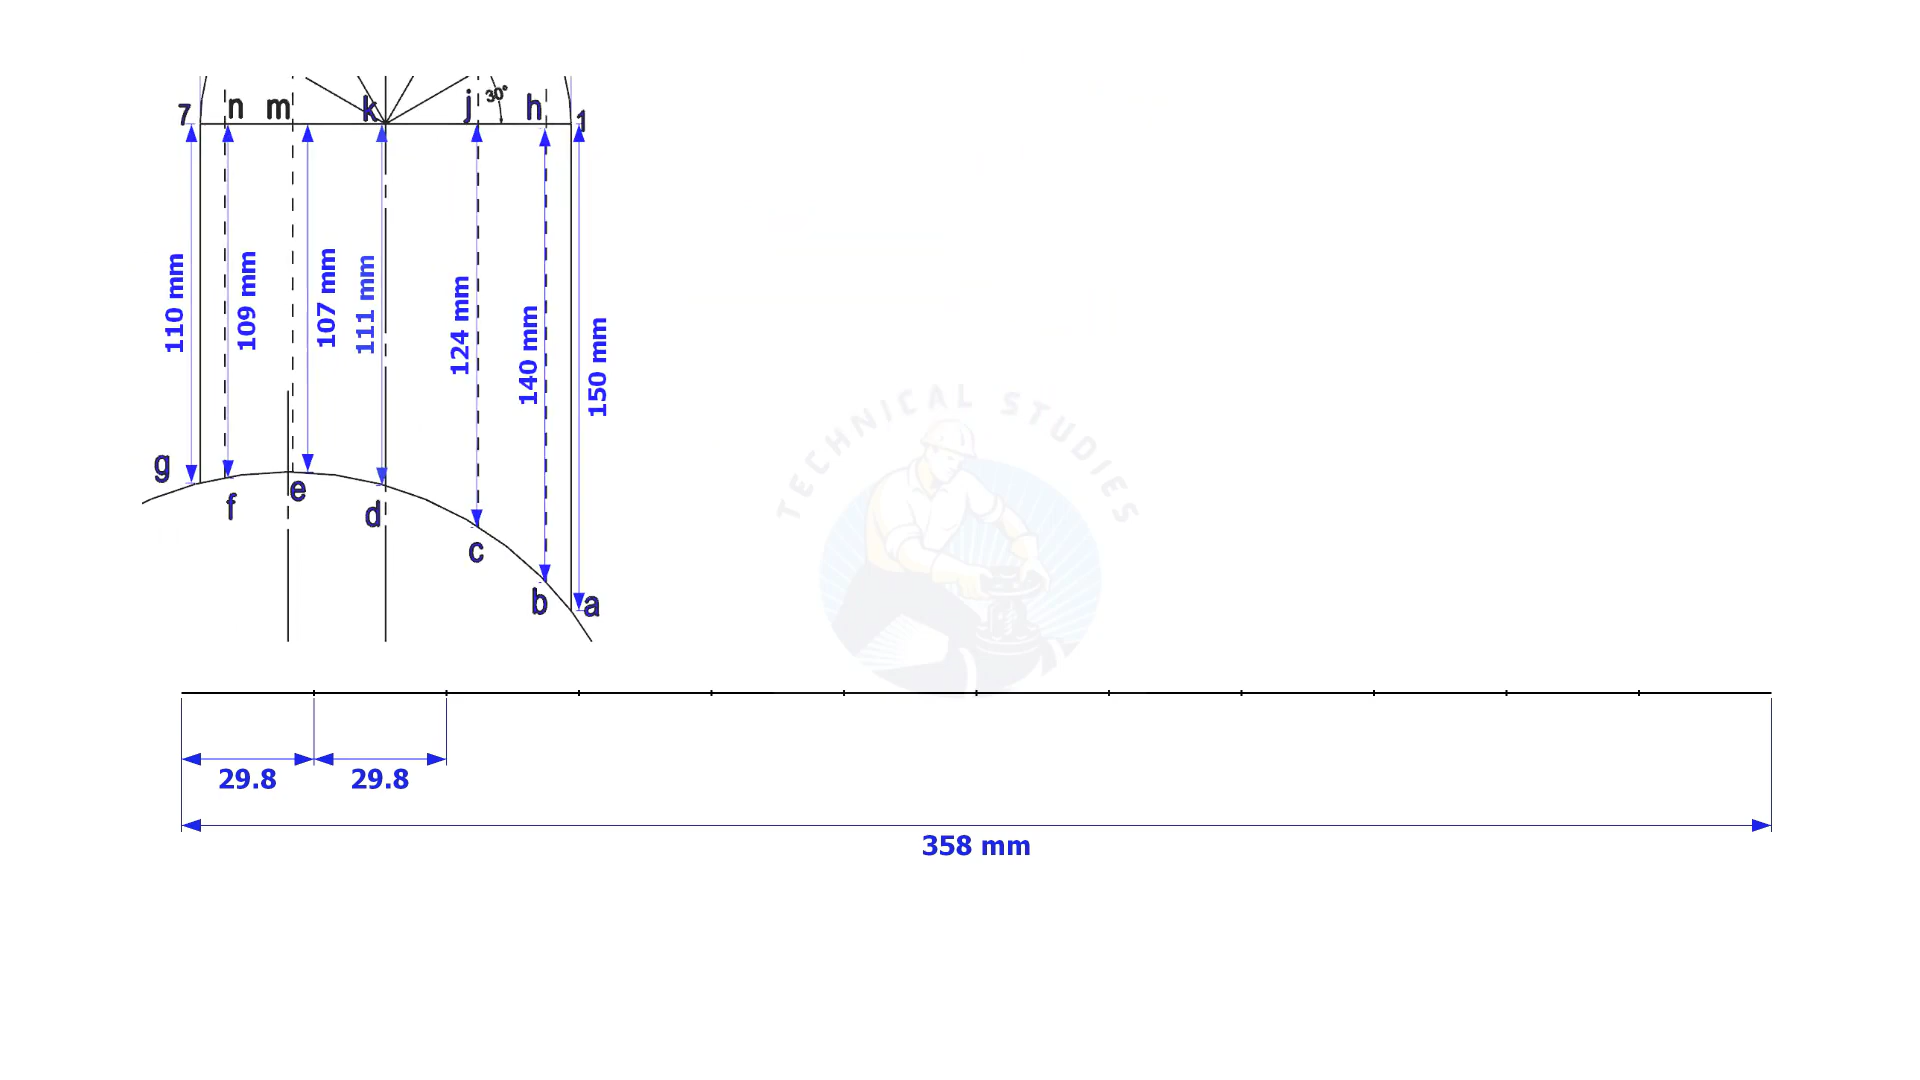 7 n m k j 30° h 1
110 mm
109 mm
107 mm
111 mm
124 mm
140 mm
150 mm
g
f
e
d
c
b
a
TECHNICAL STUDIES
29.8 29.8
358 mm